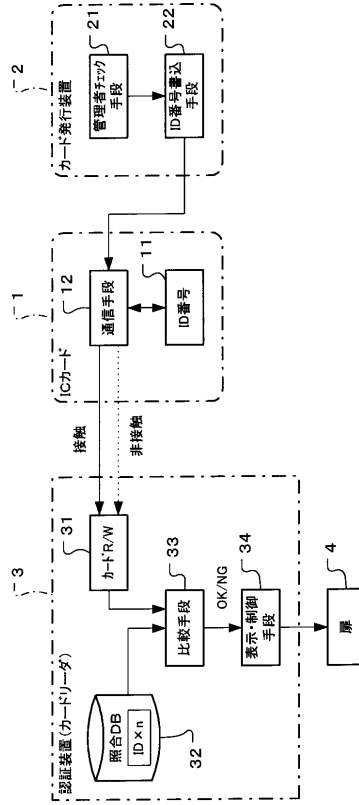 3
認証装置(カードリーダ)
照合DB
ID×n
32
カードR/W
31
比較手段
33
OK/NG
表示・制御
手段
34
扉
4
接触
非接触
1
ICカード
通信手段
12
ID番号
11
2
カード発行装置
管理者チェック
手段
21
ID番号書込
手段
22